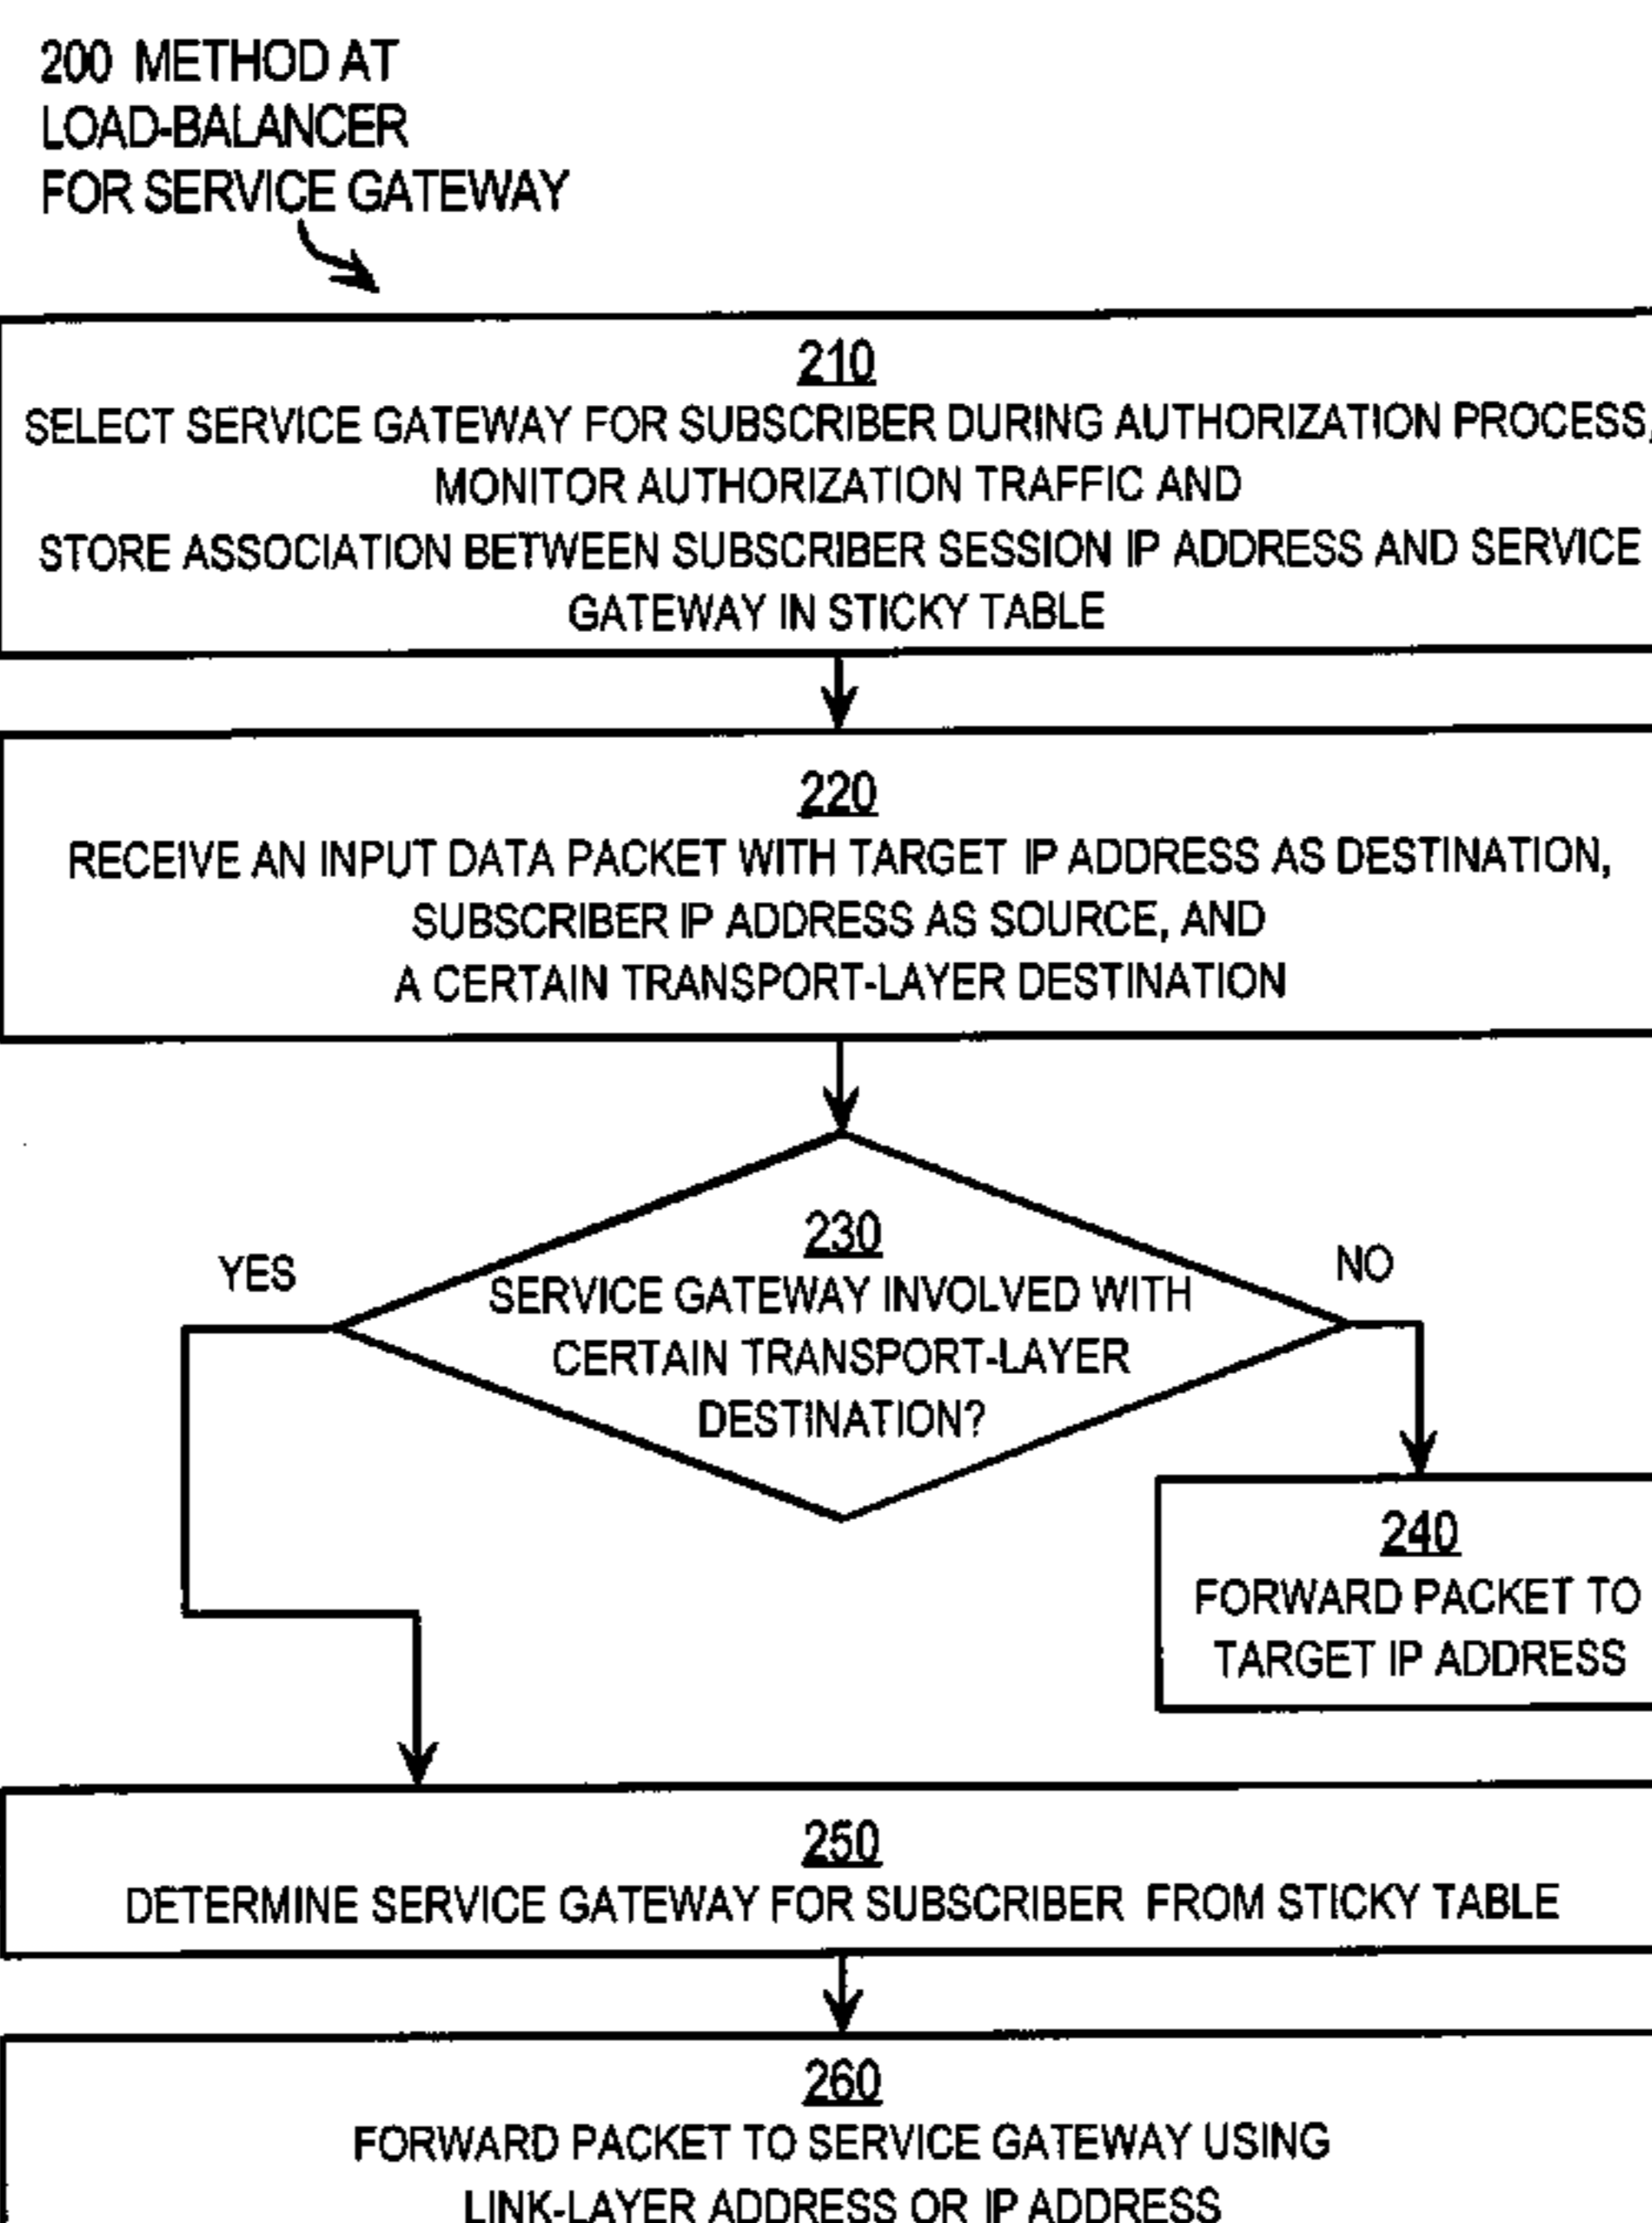 200 METHOD AT
LOAD-BALANCER
FOR SERVICE GATEWAY
210
SELECT SERVICE GATEWAY FOR SUBSCRIBER DURING AUTHORIZATION PROCESS,
MONITOR AUTHORIZATION TRAFFIC AND
STORE ASSOCIATION BETWEEN SUBSCRIBER SESSION IP ADDRESS AND SERVICE
GATEWAY IN STICKY TABLE
220
RECEIVE AN INPUT DATA PACKET WITH TARGET IP ADDRESS AS DESTINATION,
SUBSCRIBER IP ADDRESS AS SOURCE, AND
A CERTAIN TRANSPORT-LAYER DESTINATION
230
SERVICE GATEWAY INVOLVED WITH
CERTAIN TRANSPORT-LAYER
DESTINATION?
YES
NO
240
FORWARD PACKET TO
TARGET IP ADDRESS
250
DETERMINE SERVICE GATEWAY FOR SUBSCRIBER FROM STICKY TABLE
260
FORWARD PACKET TO SERVICE GATEWAY USING
LINK-LAYER ADDRESS OR IP ADDRESS